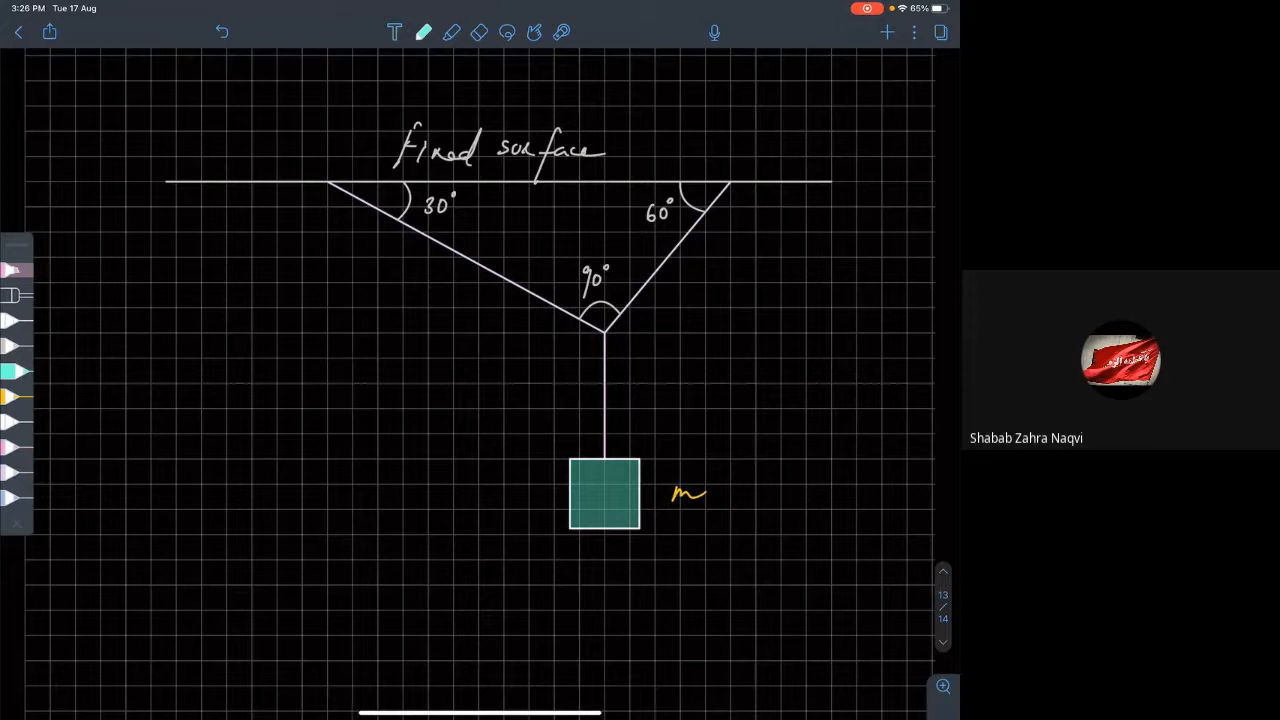 3:26 PM Tue 17 Aug
65%
T
Fixed surface
30°
60°
90°
m
13
/
14
Shabab Zahra Naqvi